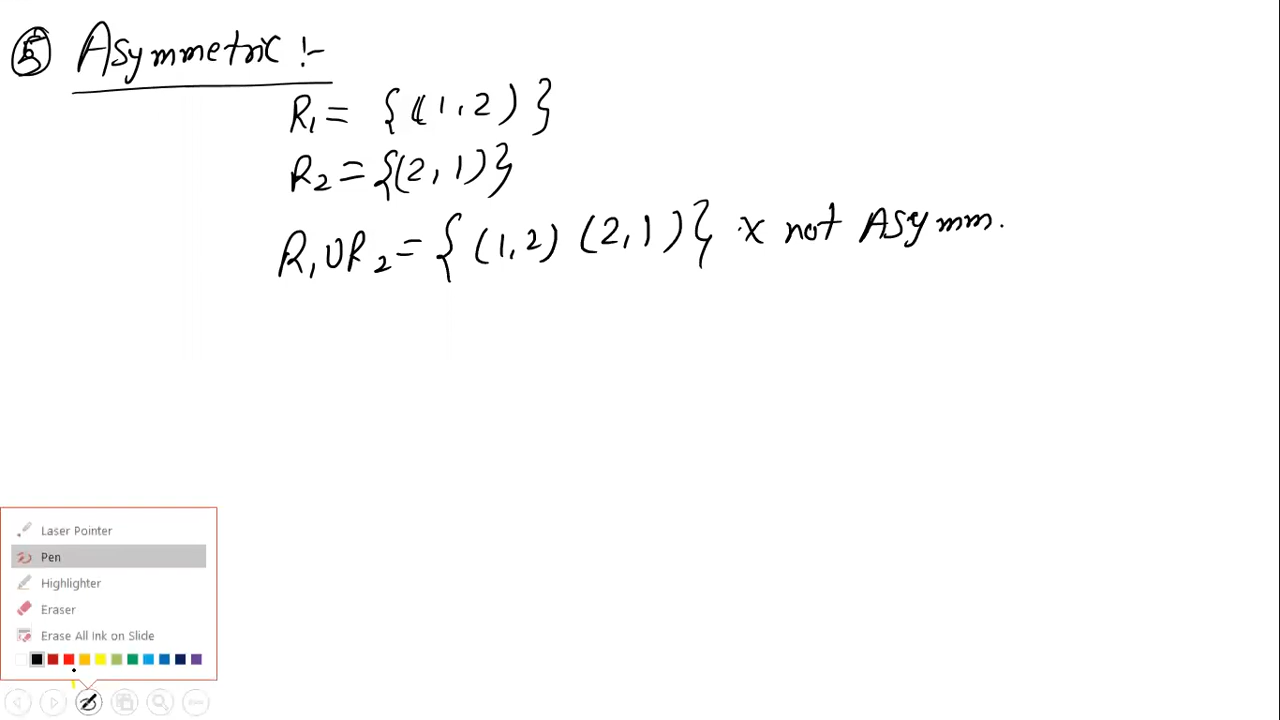 5 Asymmetric :-
R₁ = {(1,2)}
R₂ = {(2,1)}
R₁∪R₂ = {(1,2) (2,1)} × not Asymm.
Laser Pointer
Pen
Highlighter
Eraser
Erase All Ink on Slide